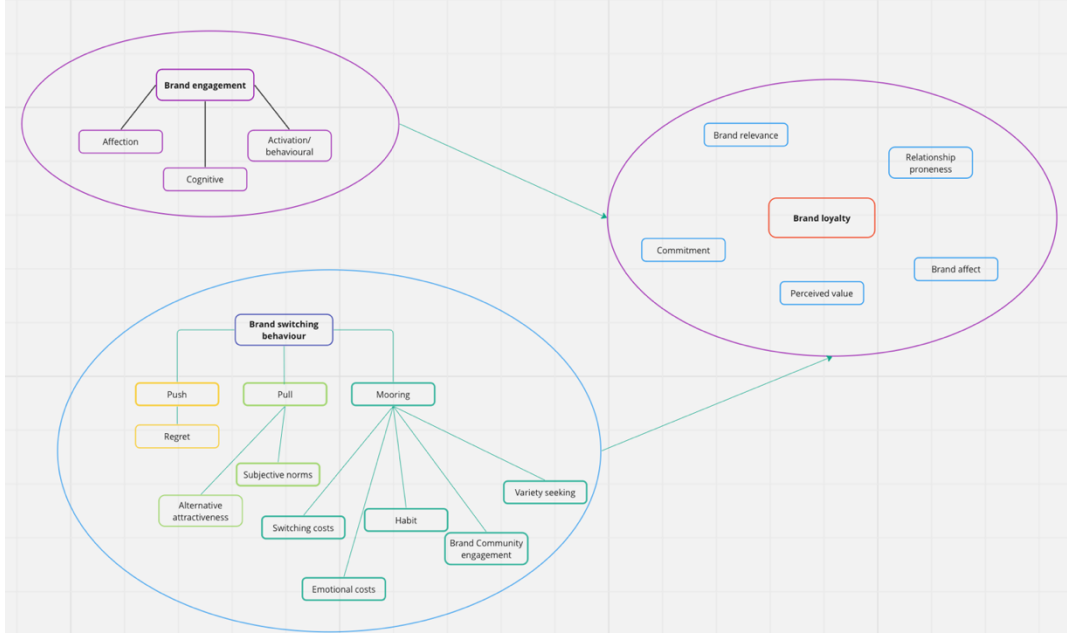 Brand engagement
Affection
Activation/
behavioural
Cognitive
Brand relevance
Relationship
proneness
Brand loyalty
Commitment
Brand affect
Perceived value
Brand switching
behaviour
Push
Pull
Mooring
Regret
Subjective norms
Alternative
attractiveness
Variety seeking
Switching costs
Habit
Brand Community
engagement
Emotional costs